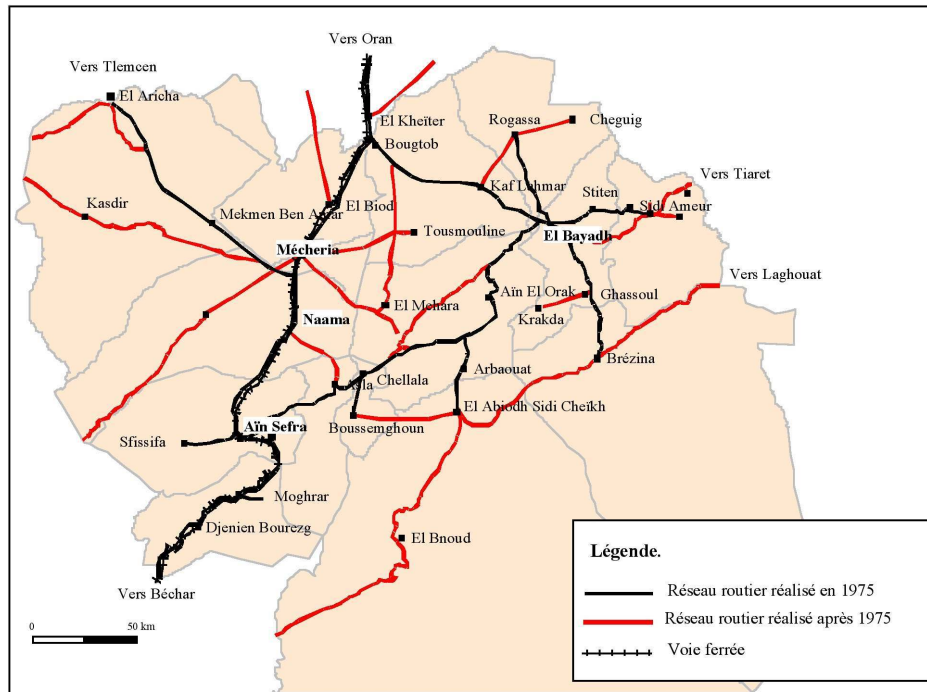 Vers Oran
Vers Tlemcen
El Aricha
El Kheïter
Rogassa
Cheguig
Bougtob
Vers Tiaret
Kaf Lahmar
Stiten
Kasdir
El Biod
Sidi Ameur
Mekmen Ben Amar
Tousmouline
El Bayadh
Mécheria
Vers Laghouat
Aïn El Orak
Ghassoul
El Mehara
Krakda
Naama
Brézina
Arbaouat
Asla
Chellala
El Abiodh Sidi Cheïkh
Boussemghoun
Aïn Sefra
Sfissifa
Moghrar
Djenien Bourezg
El Bnoud
Vers Béchar
0
50 km
Légende.
Réseau routier réalisé en 1975
Réseau routier réalisé après 1975
Voie ferrée